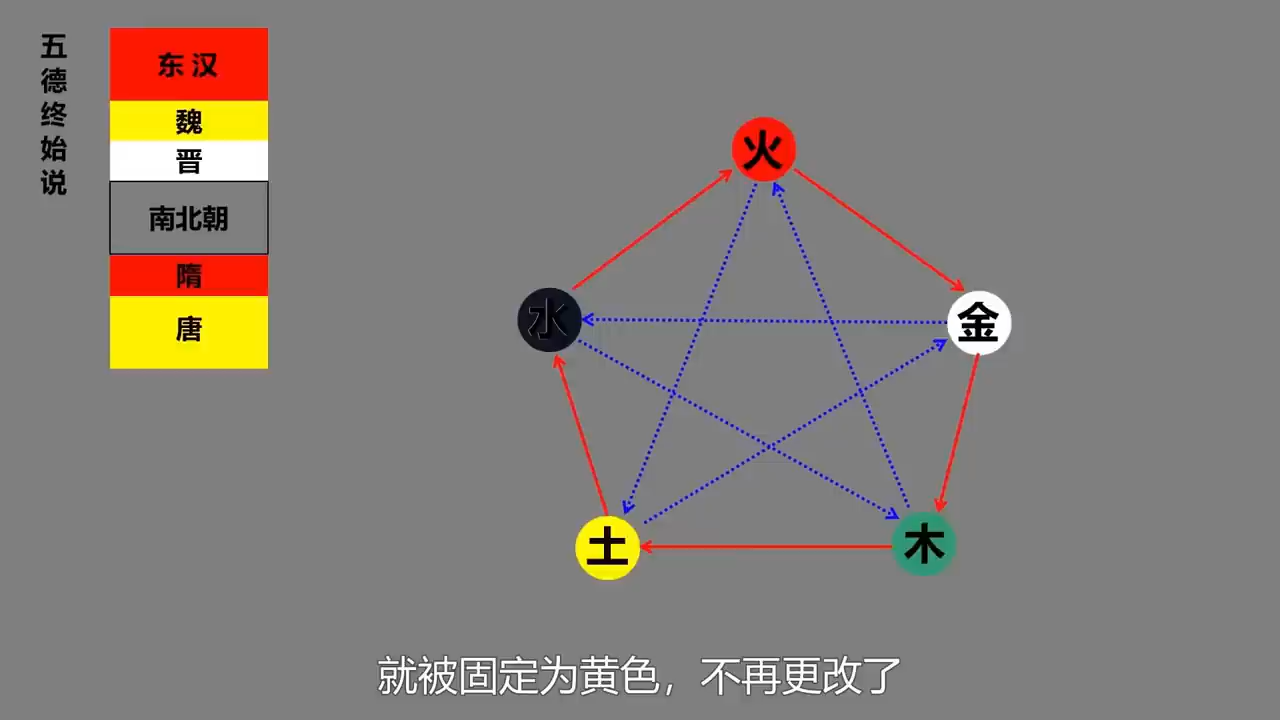 五德终始说
东汉
魏
晋
南北朝
隋
唐
火
水
金
土
木
就被固定为黄色，不再更改了